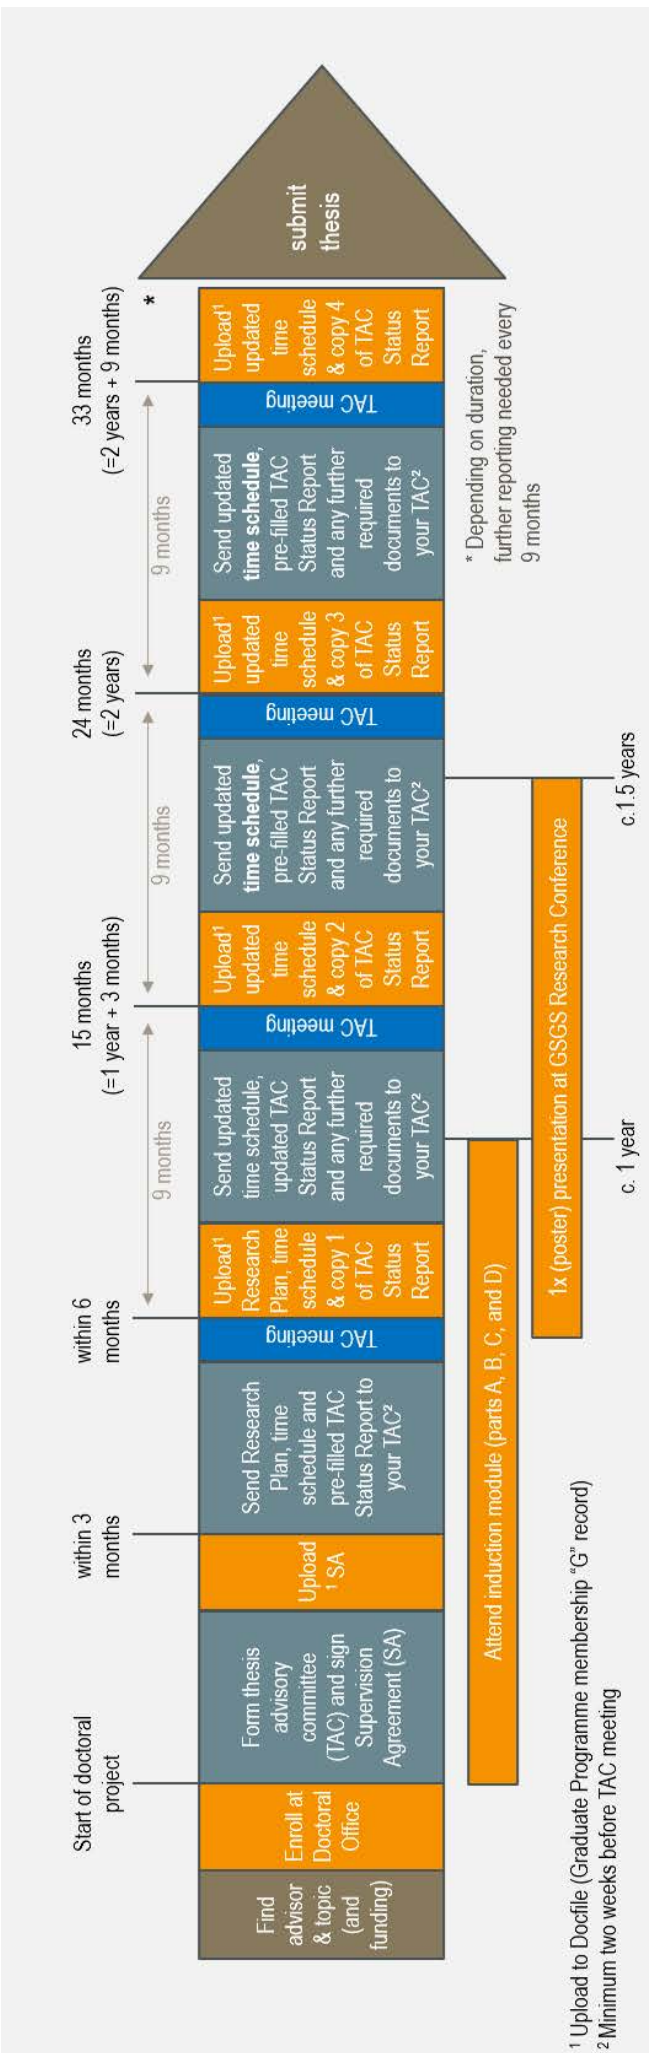 Start of doctoral
project
within 3
months
within 6
months
15 months
(=1 year + 3 months)
24 months
(=2 years)
33 months
(=2 years + 9 months)
9 months
9 months
9 months
*
Find
advisor
& topic
(and
funding)
Enroll at
Doctoral
Office
Form thesis
advisory
committee
(TAC) and sign
Supervision
Agreement (SA)
Upload
¹ SA
Send Research
Plan, time
schedule and
pre-filled TAC
Status Report to
your TAC²
TAC meeting
Upload¹
Research
Plan, time
schedule
& copy 1
of TAC
Status
Report
Send updated
time schedule,
updated TAC
Status Report
and any further
required
documents to
your TAC²
TAC meeting
Upload¹
updated
time
schedule
& copy 2
of TAC
Status
Report
Send updated
time schedule,
pre-filled TAC
Status Report
and any further
required
documents to
your TAC²
TAC meeting
Upload¹
updated
time
schedule
& copy 3
of TAC
Status
Report
Send updated
time schedule,
pre-filled TAC
Status Report
and any further
required
documents to
your TAC²
TAC meeting
Upload¹
updated
time
schedule
& copy 4
of TAC
Status
Report
submit
thesis
* Depending on duration,
further reporting needed every
9 months
Attend induction module (parts A, B, C, and D)
1x (poster) presentation at GSGS Research Conference
c. 1 year
c.1.5 years
¹ Upload to Docfile (Graduate Programme membership “G” record)
² Minimum two weeks before TAC meeting